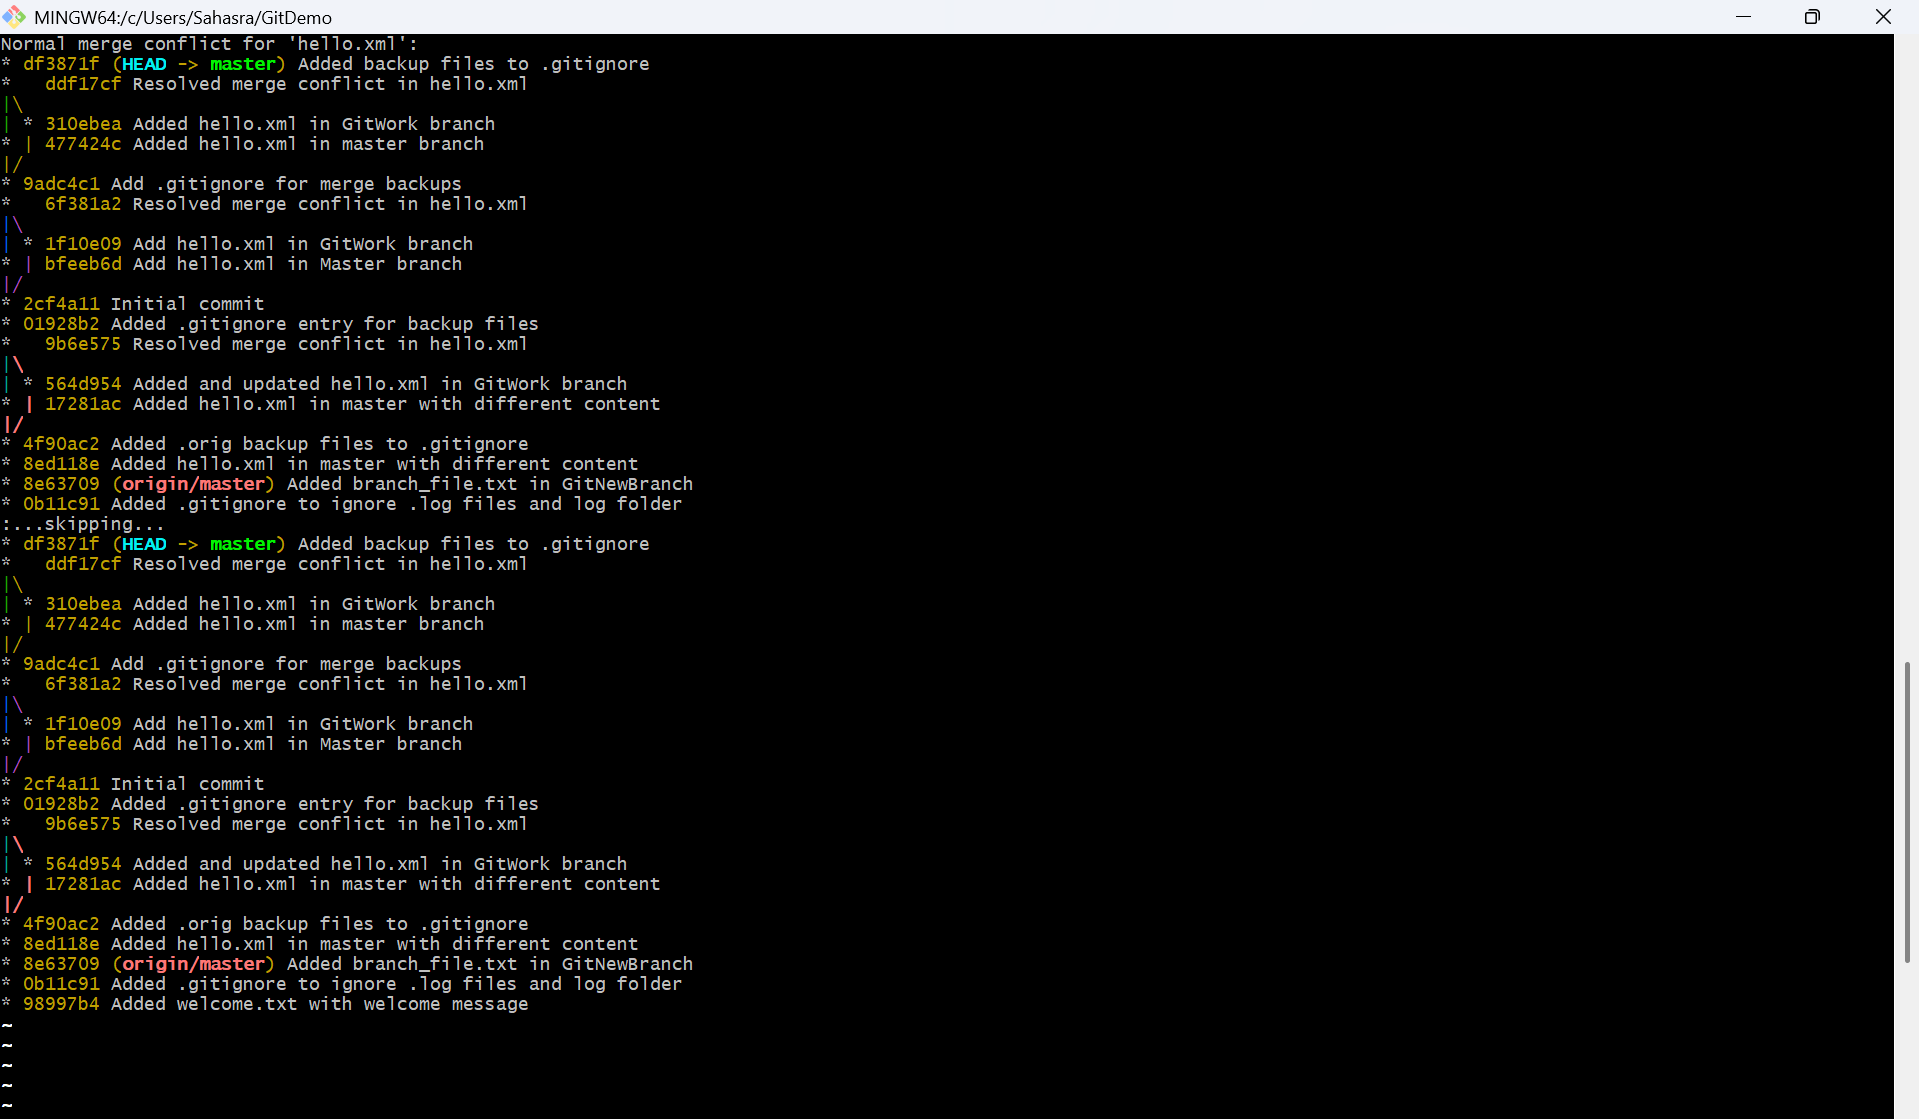 MINGW64:/c/Users/Sahasra/GitDemo
Normal merge conflict for 'hello.xml':
* df3871f (HEAD -> master) Added backup files to .gitignore
*   ddf17cf Resolved merge conflict in hello.xml
|\
| * 310ebea Added hello.xml in GitWork branch
* | 477424c Added hello.xml in master branch
|/
* 9adc4c1 Add .gitignore for merge backups
*   6f381a2 Resolved merge conflict in hello.xml
|\
| * 1f10e09 Add hello.xml in GitWork branch
* | bfeeb6d Add hello.xml in Master branch
|/
* 2cf4a11 Initial commit
* 01928b2 Added .gitignore entry for backup files
*   9b6e575 Resolved merge conflict in hello.xml
|\
| * 564d954 Added and updated hello.xml in GitWork branch
* | 17281ac Added hello.xml in master with different content
|/
* 4f90ac2 Added .orig backup files to .gitignore
* 8ed118e Added hello.xml in master with different content
* 8e63709 (origin/master) Added branch_file.txt in GitNewBranch
* 0b11c91 Added .gitignore to ignore .log files and log folder
:...skipping...
* df3871f (HEAD -> master) Added backup files to .gitignore
*   ddf17cf Resolved merge conflict in hello.xml
|\
| * 310ebea Added hello.xml in GitWork branch
* | 477424c Added hello.xml in master branch
|/
* 9adc4c1 Add .gitignore for merge backups
*   6f381a2 Resolved merge conflict in hello.xml
|\
| * 1f10e09 Add hello.xml in GitWork branch
* | bfeeb6d Add hello.xml in Master branch
|/
* 2cf4a11 Initial commit
* 01928b2 Added .gitignore entry for backup files
*   9b6e575 Resolved merge conflict in hello.xml
|\
| * 564d954 Added and updated hello.xml in GitWork branch
* | 17281ac Added hello.xml in master with different content
|/
* 4f90ac2 Added .orig backup files to .gitignore
* 8ed118e Added hello.xml in master with different content
* 8e63709 (origin/master) Added branch_file.txt in GitNewBranch
* 0b11c91 Added .gitignore to ignore .log files and log folder
* 98997b4 Added welcome.txt with welcome message
~
~
~
~
~